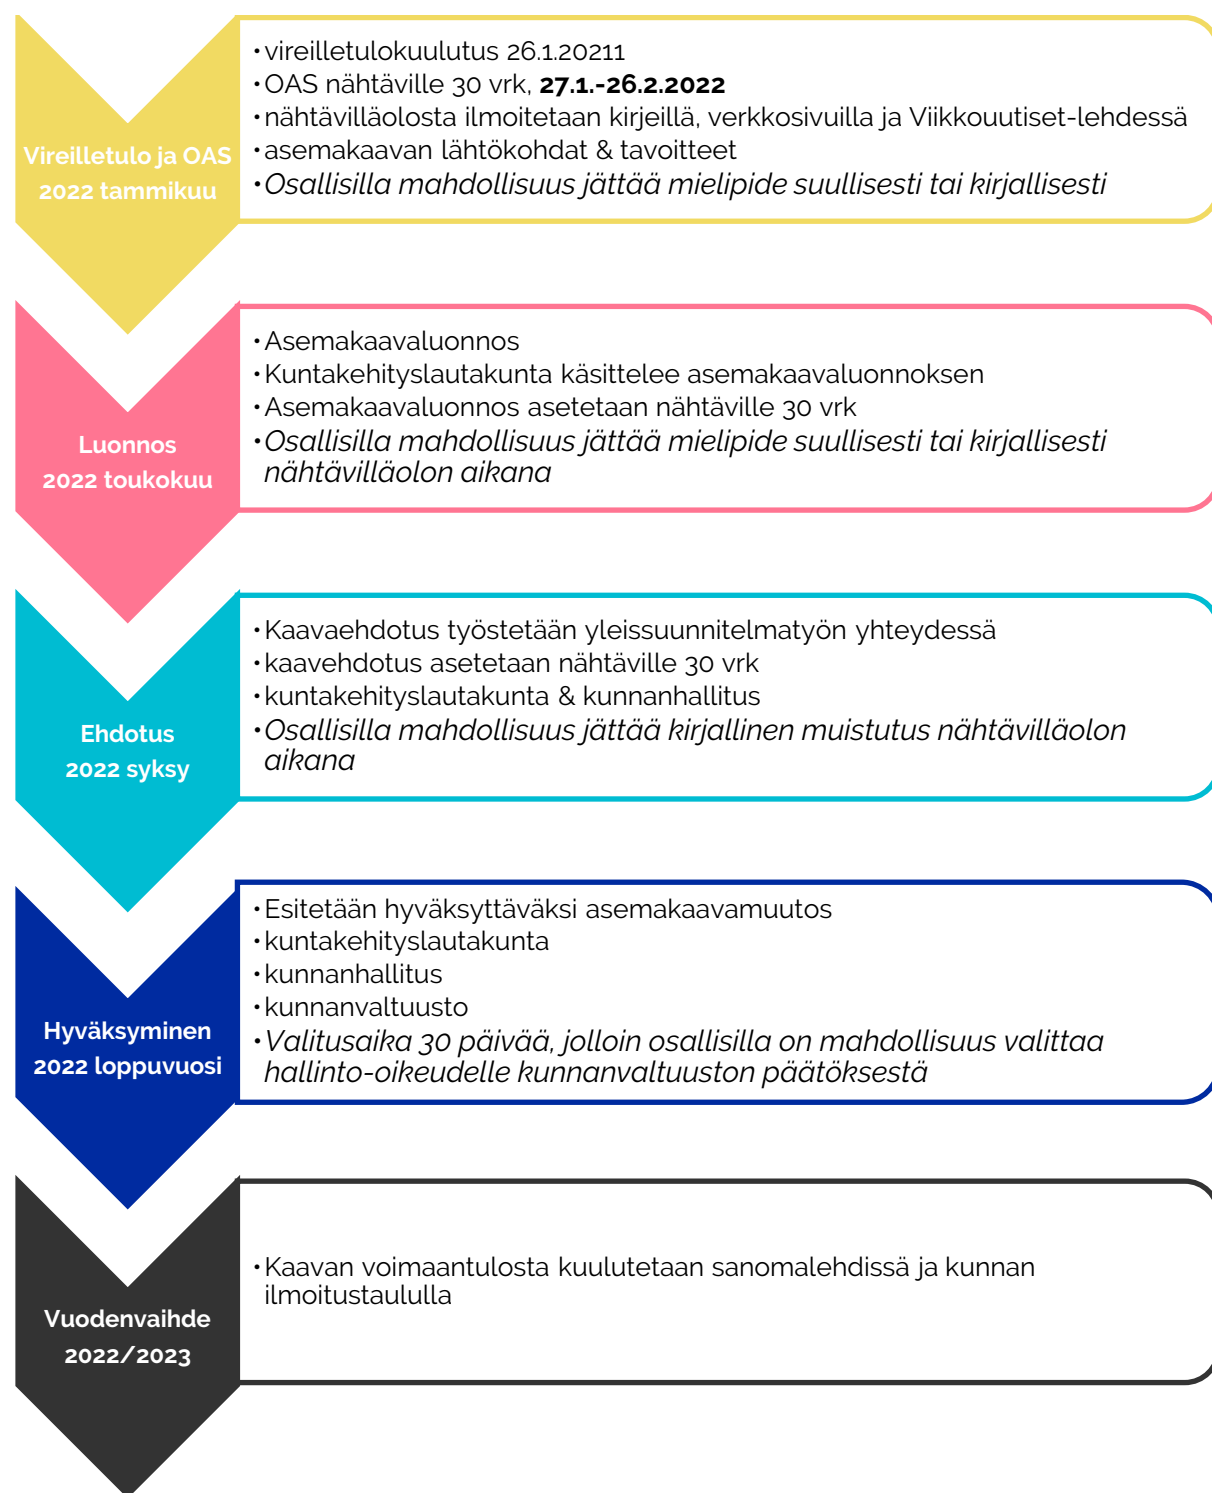 Vireilletulo ja OAS
2022 tammikuu
•vireilletulokuulutus 26.1.20211
•OAS nähtäville 30 vrk, 27.1.-26.2.2022
•nähtävilläolosta ilmoitetaan kirjeillä, verkkosivuilla ja Viikkouutiset-lehdessä
•asemakaavan lähtökohdat & tavoitteet
•Osallisilla mahdollisuus jättää mielipide suullisesti tai kirjallisesti
Luonnos
2022 toukokuu
•Asemakaavaluonnos
•Kuntakehityslautakunta käsittelee asemakaavaluonnoksen
•Asemakaavaluonnos asetetaan nähtäville 30 vrk
•Osallisilla mahdollisuus jättää mielipide suullisesti tai kirjallisesti
nähtävilläolon aikana
Ehdotus
2022 syksy
•Kaavaehdotus työstetään yleissuunnitelmatyön yhteydessä
•kaavehdotus asetetaan nähtäville 30 vrk
•kuntakehityslautakunta & kunnanhallitus
•Osallisilla mahdollisuus jättää kirjallinen muistutus nähtävilläolon
aikana
Hyväksyminen
2022 loppuvuosi
•Esitetään hyväksyttäväksi asemakaavamuutos
•kuntakehityslautakunta
•kunnanhallitus
•kunnanvaltuusto
•Valitusaika 30 päivää, jolloin osallisilla on mahdollisuus valittaa
hallinto-oikeudelle kunnanvaltuuston päätöksestä
Vuodenvaihde
2022/2023
•Kaavan voimaantulosta kuulutetaan sanomalehdissä ja kunnan
ilmoitustaululla